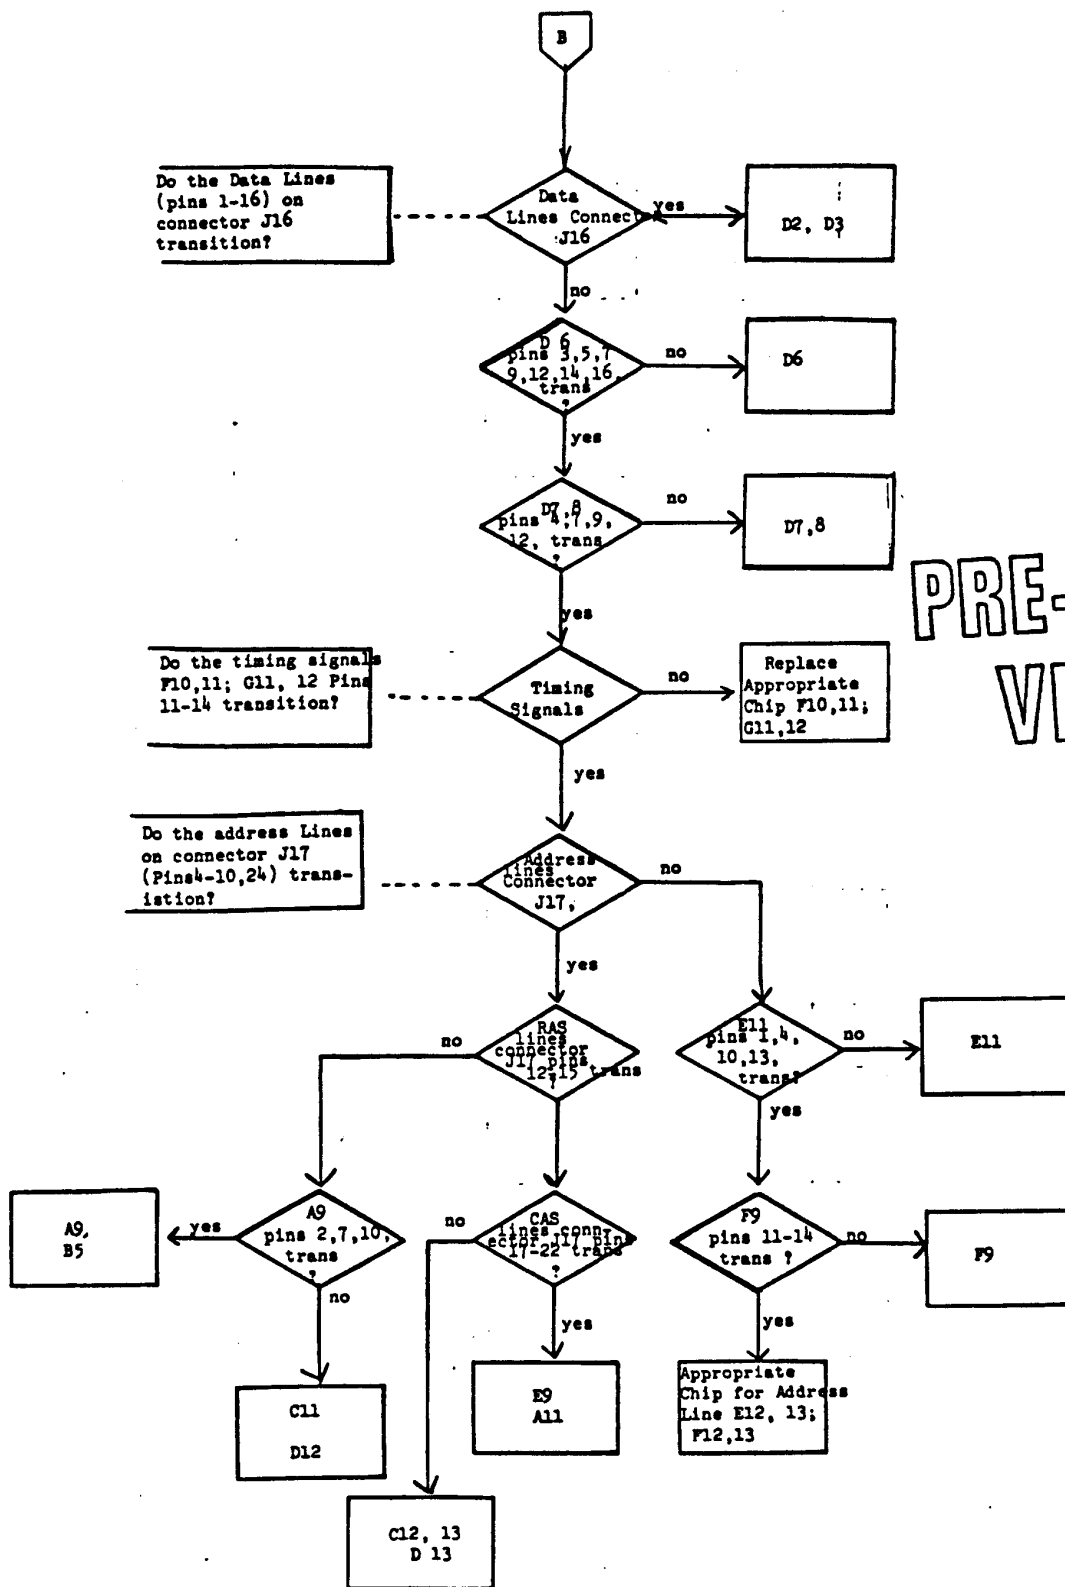 B
Do the Data Lines
(pins 1-16) on
connector J16
transition?
Data
Lines Connect
J16
yes
D2, D3
no
D 6
pins 3,5,7
9,12,14,16,
trans
?
no
D6
yes
D7,8
pins 4,7,9,
12, trans
?
no
D7,8
yes
PRE-
VI
Do the timing signals
F10,11; G11, 12 Pins
11-14 transition?
Timing
Signals
no
Replace
Appropriate
Chip F10,11;
G11,12
yes
Do the address Lines
on connector J17
(Pins4-10,24) trans-
istion?
Address
lines
Connector
J17,
no
yes
RAS
lines
connector
J17 pins
12-15 trans
?
no
E11
pins 1,4,
10,13,
trans?
no
E11
yes
A9
pins 2,7,10,
trans
?
yes
A9,
B5
no
C11
D12
CAS
lines conn-
ector J17 pins
17-22 trans
?
no
yes
E9
A11
C12, 13
D 13
F9
pins 11-14
trans ?
no
F9
yes
Appropriate
Chip for Address
Line E12, 13;
F12,13